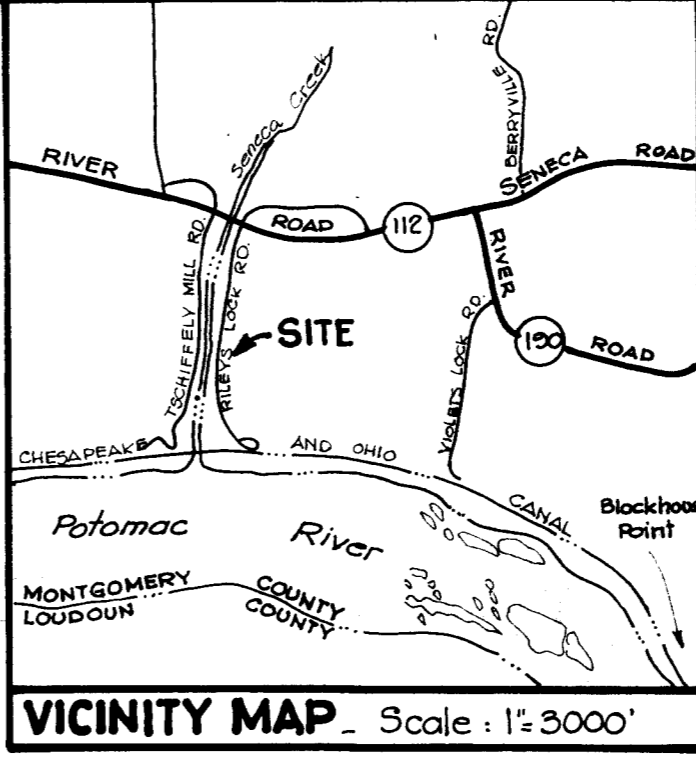 BERRYVILLE RD.
Seneca Creek
RIVER
SENECA ROAD
ROAD
112
TSCHIFFELY MILL RD.
RILEYS LOCK RD.
RIVER
SITE
VIOLETS LOCK RD.
190
ROAD
CHESAPEAKE AND OHIO CANAL
Potomac River
Point
MONTGOMERY COUNTY
LOUDOUN COUNTY
VICINITY MAP - Scale : 1"=3000'